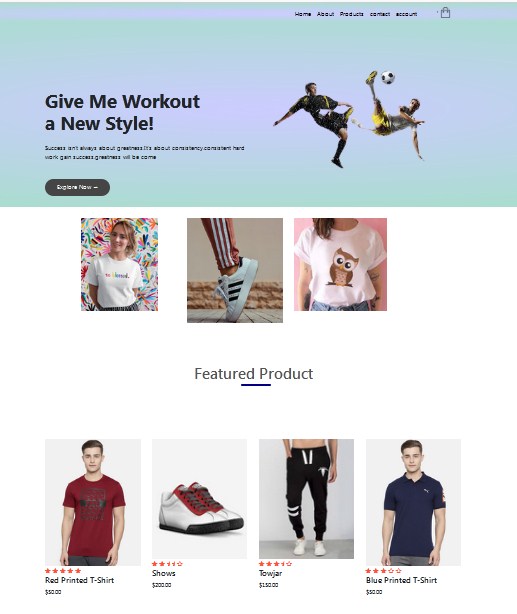 Home About Products contact account
Give Me Workout
a New Style!
Success isn't always about greatness.It's about consistency.consistent hard
work gain success.greatness will be come
Explore Now →
Featured Product
Red Printed T-Shirt
$50.00
Shows
$200.00
Towjar
$150.00
Blue Printed T-Shirt
$50.00